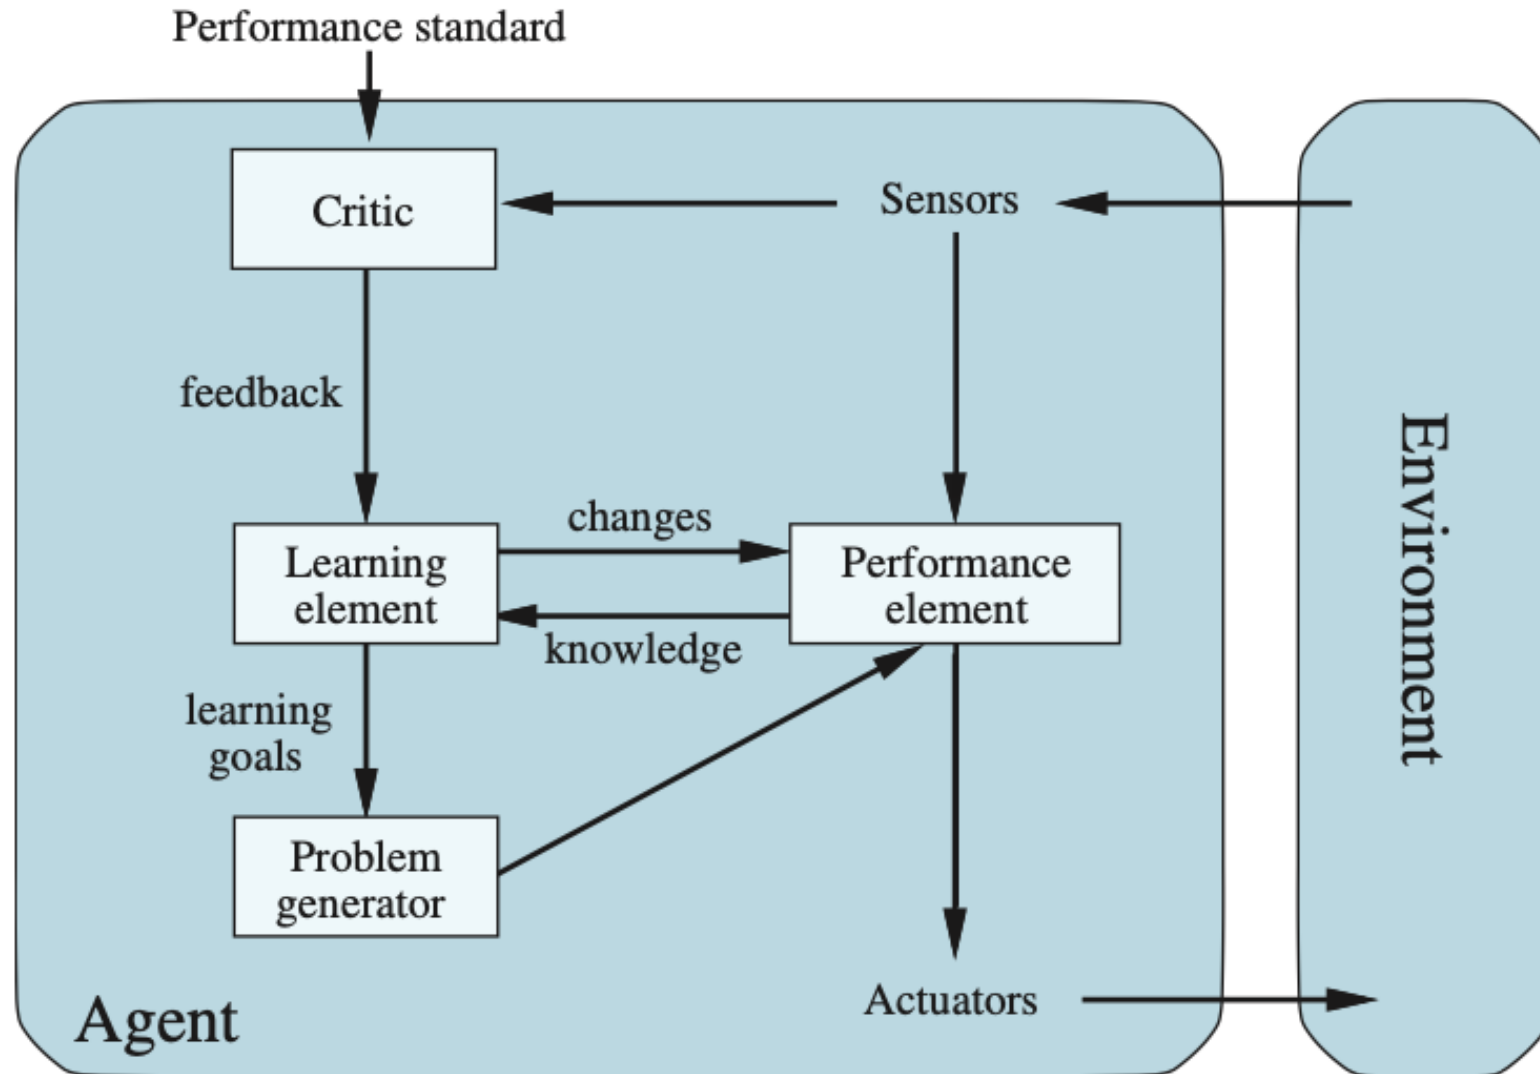 Performance standard
Critic
Sensors
feedback
changes
Learning
element
Performance
element
knowledge
learning
goals
Problem
generator
Actuators
Agent
Environment